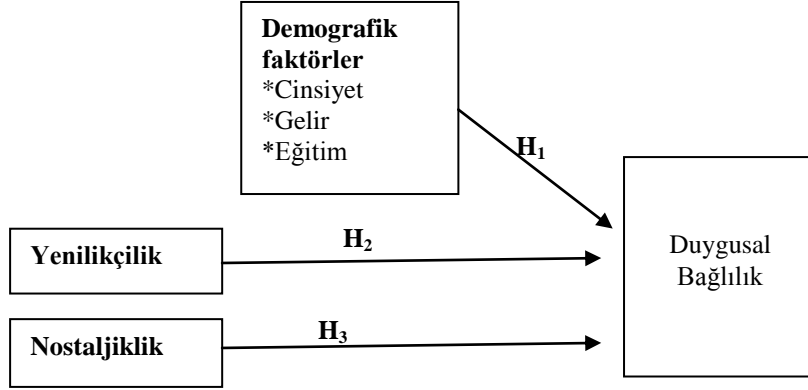 Demografik
faktörler
*Cinsiyet
*Gelir
*Eğitim
H₁
Yenilikçilik
H₂
Duygusal
Bağlılık
Nostaljiklik
H₃